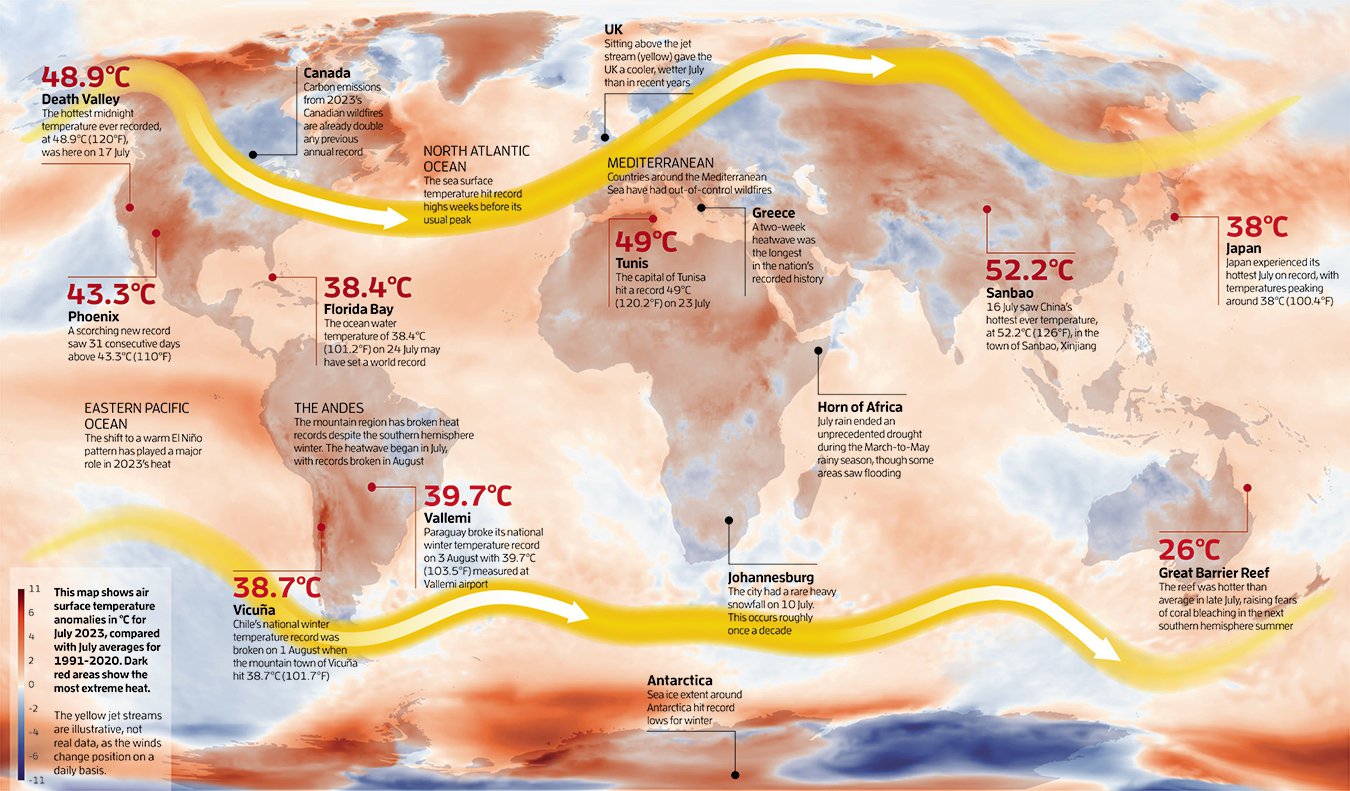 48.9°C
Death Valley
The hottest midnight
temperature ever recorded,
at 48.9°C (120°F),
was here on 17 July
Canada
Carbon emissions
from 2023's
Canadian wildfires
are already double
any previous
annual record
NORTH ATLANTIC
OCEAN
The sea surface
temperature hit record
highs weeks before its
usual peak
UK
Sitting above the jet
stream (yellow) gave the
UK a cooler, wetter July
than in recent years
MEDITERRANEAN
Countries around the Mediterranean
Sea have had out-of-control wildfires
Greece
A two-week
heatwave was
the longest
in the nation's
recorded history
49°C
Tunis
The capital of Tunisa
hit a record 49°C
(120.2°F) on 23 July
52.2°C
Sanbao
16 July saw China's
hottest ever temperature,
at 52.2°C (126°F), in the
town of Sanbao, Xinjiang
38°C
Japan
Japan experienced its
hottest July on record, with
temperatures peaking
around 38°C (100.4°F)
43.3°C
Phoenix
A scorching new record
saw 31 consecutive days
above 43.3°C (110°F)
38.4°C
Florida Bay
The ocean water
temperature of 38.4°C
(101.2°F) on 24 July may
have set a world record
EASTERN PACIFIC
OCEAN
The shift to a warm El Niño
pattern has played a major
role in 2023's heat
THE ANDES
The mountain region has broken heat
records despite the southern hemisphere
winter. The heatwave began in July,
with records broken in August
Horn of Africa
July rain ended an
unprecedented drought
during the March-to-May
rainy season, though some
areas saw flooding
39.7°C
Vallemi
Paraguay broke its national
winter temperature record
on 3 August with 39.7°C
(103.5°F) measured at
Vallemi airport
38.7°C
Vicuña
Chile's national winter
temperature record was
broken on 1 August when
the mountain town of Vicuña
hit 38.7°C (101.7°F)
Johannesburg
The city had a rare heavy
snowfall on 10 July.
This occurs roughly
once a decade
26°C
Great Barrier Reef
The reef was hotter than
average in late July, raising fears
of coral bleaching in the next
southern hemisphere summer
Antarctica
Sea ice extent around
Antarctica hit record
lows for winter
11
6
4
2
0
-2
-4
-6
-11
This map shows air
surface temperature
anomalies in °C for
July 2023, compared
with July averages for
1991-2020. Dark
red areas show the
most extreme heat.
The yellow jet streams
are illustrative, not
real data, as the winds
change position on a
daily basis.